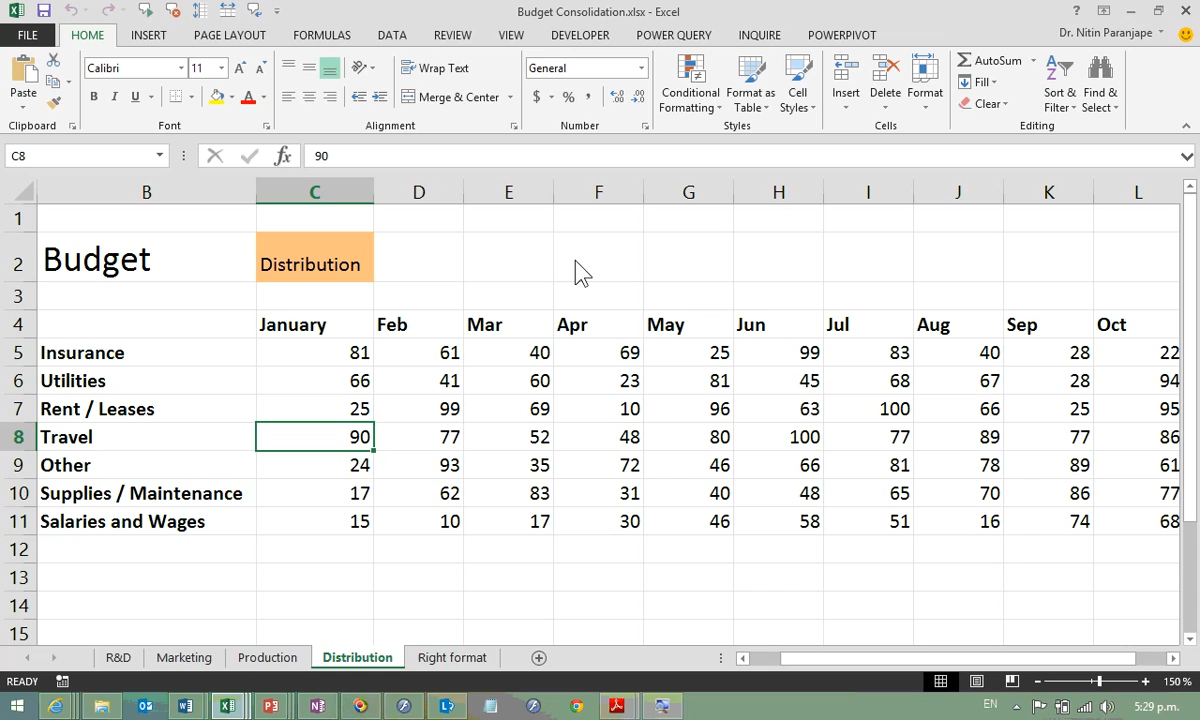 Budget Consolidation.xlsx - Excel
FILE HOME INSERT PAGE LAYOUT FORMULAS DATA REVIEW VIEW DEVELOPER POWER QUERY INQUIRE POWERPIVOT Dr. Nitin Paranjape
Paste Calibri 11 A A Wrap Text General AutoSum
B I U A Merge & Center $ % , Conditional Formatting Format as Table Cell Styles Insert Delete Format Fill Clear Sort & Filter Find & Select
Clipboard Font Alignment Number Styles Cells Editing
C8 fx 90
B C D E F G H I J K L
1
2 Budget Distribution
3
4 January Feb Mar Apr May Jun Jul Aug Sep Oct
5 Insurance 81 61 40 69 25 99 83 40 28 22
6 Utilities 66 41 60 23 81 45 68 67 28 94
7 Rent / Leases 25 99 69 10 96 63 100 66 25 95
8 Travel 90 77 52 48 80 100 77 89 77 86
9 Other 24 93 35 72 46 66 81 78 89 61
10 Supplies / Maintenance 17 62 83 31 40 48 65 70 86 77
11 Salaries and Wages 15 10 17 30 46 58 51 16 74 68
12
13
14
15
R&D Marketing Production Distribution Right format
READY 150 %
EN 5:29 p.m.